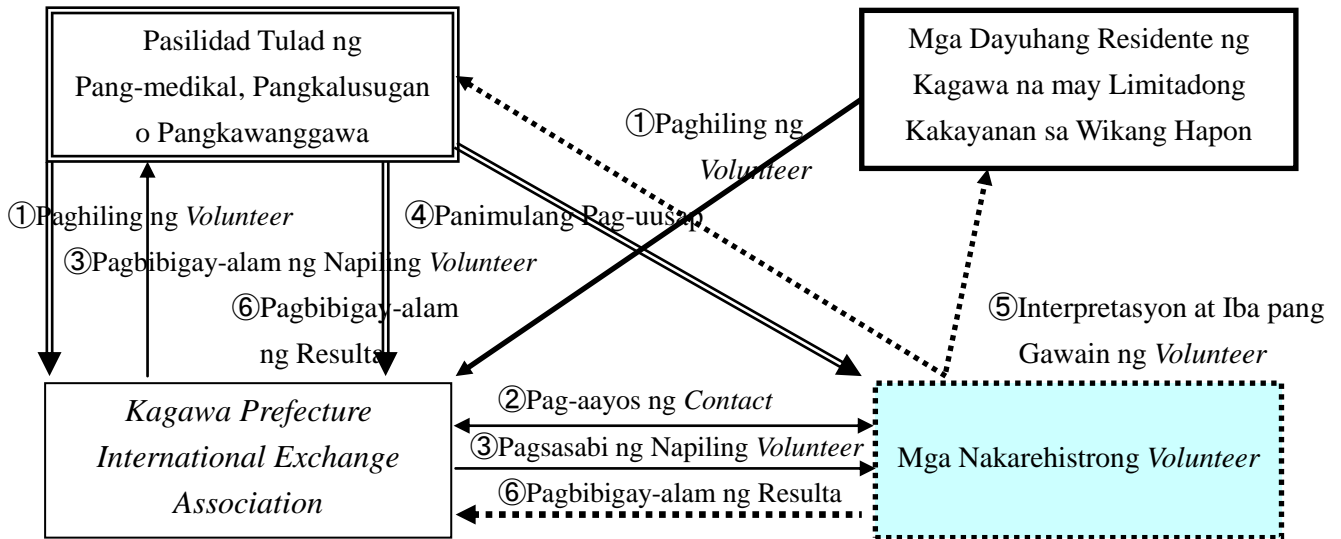 Pasilidad Tulad ng
Pang-medikal, Pangkalusugan
o Pangkawanggawa
Mga Dayuhang Residente ng
Kagawa na may Limitadong
Kakayanan sa Wikang Hapon
①Paghiling ng
Volunteer
①Paghiling ng Volunteer
④Panimulang Pag-uusap
③Pagbibigay-alam ng Napiling Volunteer
⑥Pagbibigay-alam
ng Resulta
⑤Interpretasyon at Iba pang
Gawain ng Volunteer
Kagawa Prefecture
International Exchange
Association
②Pag-aayos ng Contact
③Pagsasabi ng Napiling Volunteer
⑥Pagbibigay-alam ng Resulta
Mga Nakarehistrong Volunteer